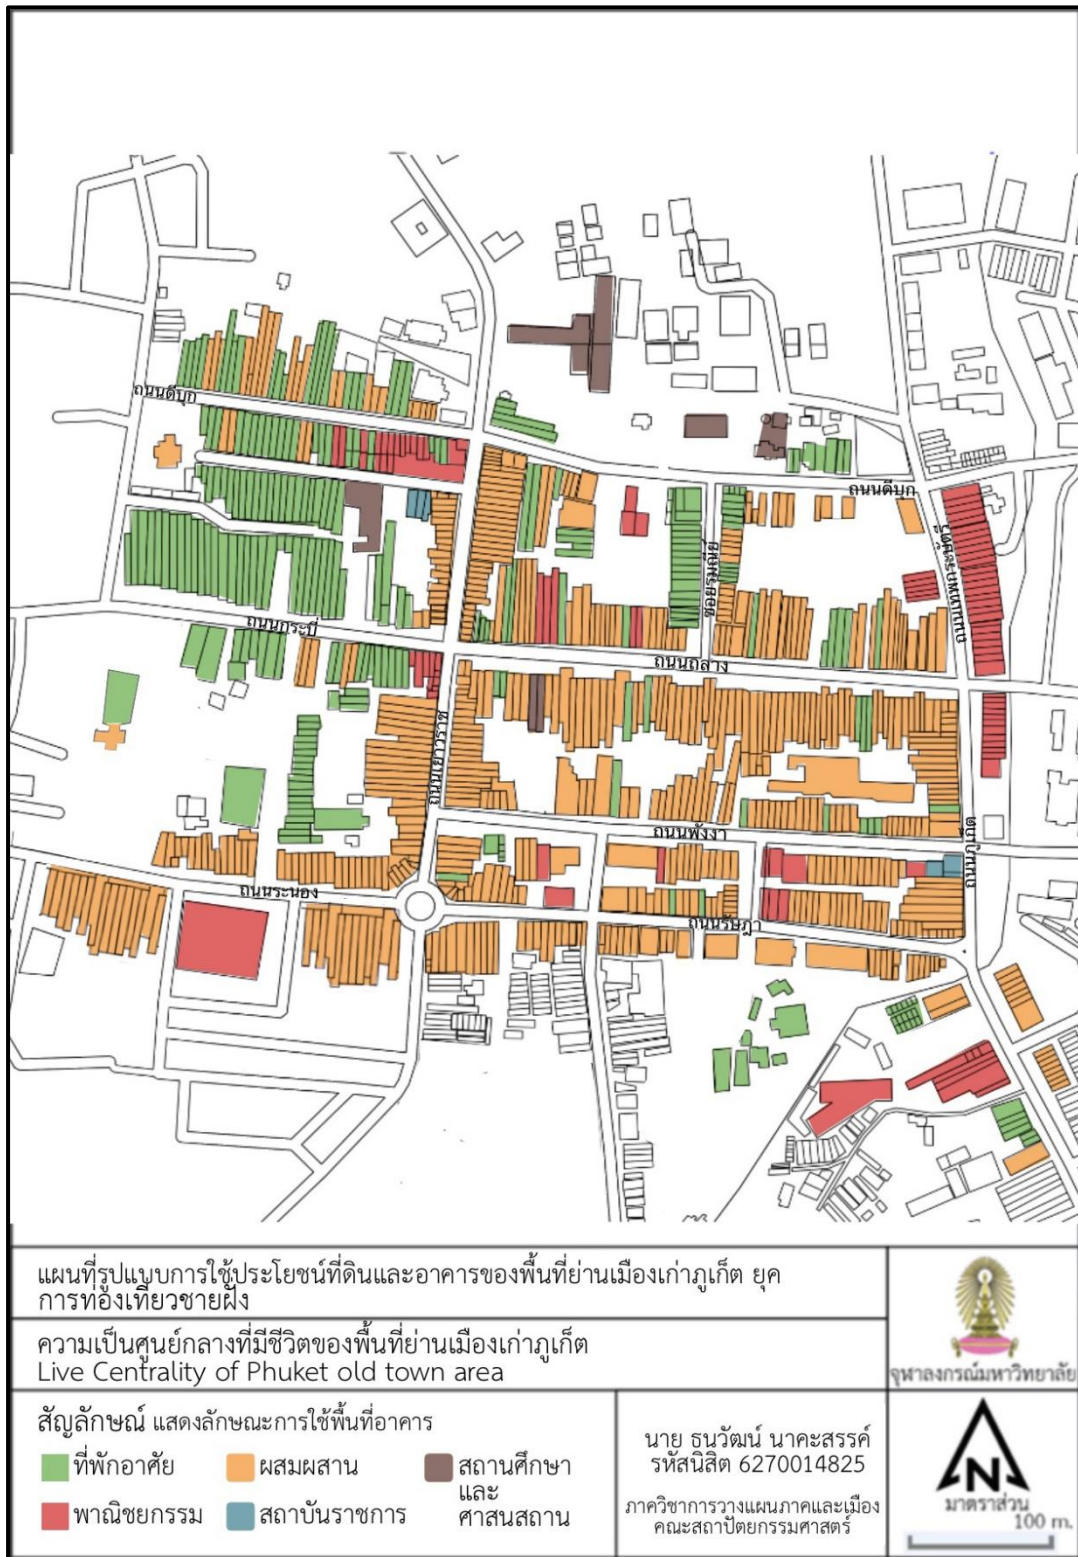 ถนนดีบุก
ถนนดีบุก
ซอยรมณีย์
ถนนกระบี่
ถนนถลาง
ถนนเยาวราช
ถนนพังงา
ถนนภูเก็ต
ถนนระนอง
ถนนรัษฎา
แผนที่รูปแบบการใช้ประโยชน์ที่ดินและอาคารของพื้นที่ย่านเมืองเก่าภูเก็ต ยุค
การท่องเที่ยวชายฝั่ง
ความเป็นศูนย์กลางที่มีชีวิตของพื้นที่ย่านเมืองเก่าภูเก็ต
Live Centrality of Phuket old town area
จุฬาลงกรณ์มหาวิทยาลัย
สัญลักษณ์ แสดงลักษณะการใช้พื้นที่อาคาร
ที่พักอาศัย
ผสมผสาน
สถานศึกษา
และ
ศาสนสถาน
พาณิชยกรรม
สถาบันราชการ
นาย ธนวัฒน์ นาคะสรรค์
รหัสนิสิต 6270014825
ภาควิชาการวางแผนภาคและเมือง
คณะสถาปัตยกรรมศาสตร์
N
มาตราส่วน
100 m.